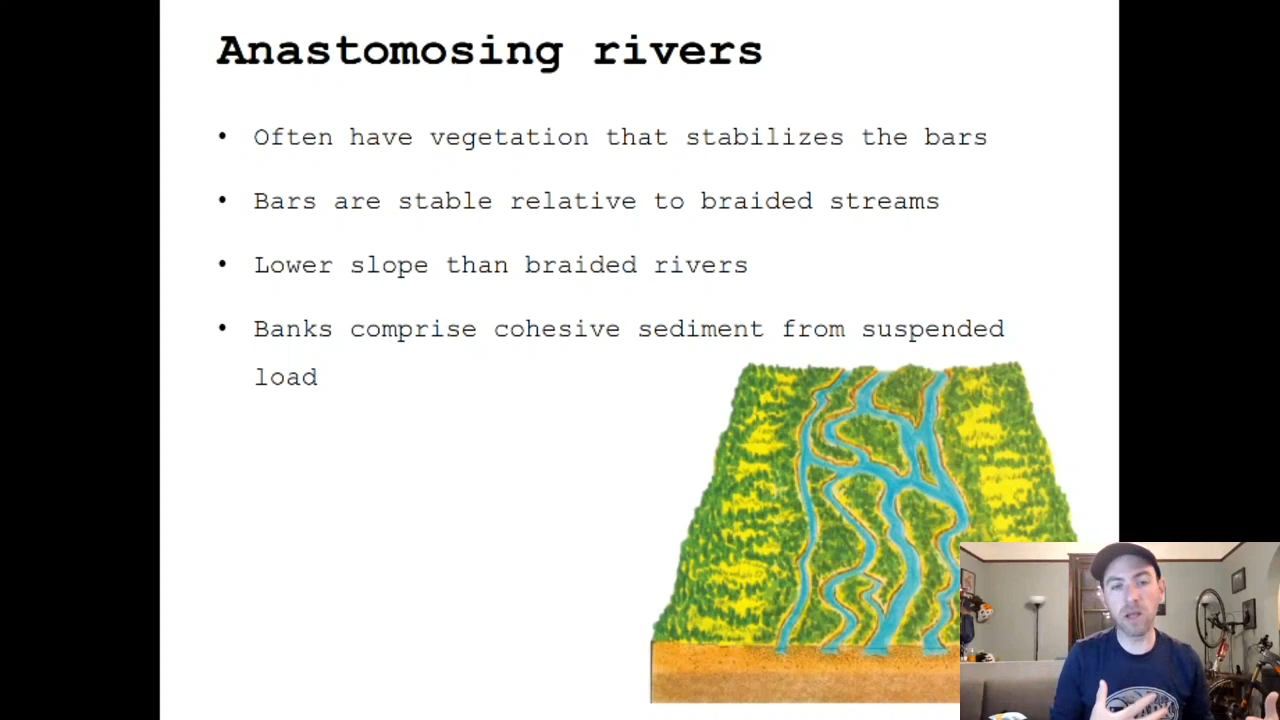 Anastomosing rivers
• Often have vegetation that stabilizes the bars
• Bars are stable relative to braided streams
• Lower slope than braided rivers
• Banks comprise cohesive sediment from suspended
load